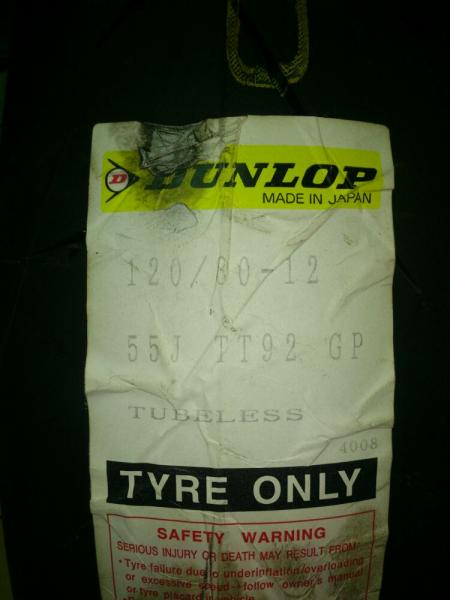 DUNLOP
MADE IN JAPAN
120/80-12
55J TT92 GP
TUBELESS
4008
TYRE ONLY
SAFETY WARNING
SERIOUS INJURY OR DEATH MAY RESULT FROM:
• Tyre failure due to underinflation/overloading
or excessive speed - follow owner's manual
or tyre placard in vehicle.